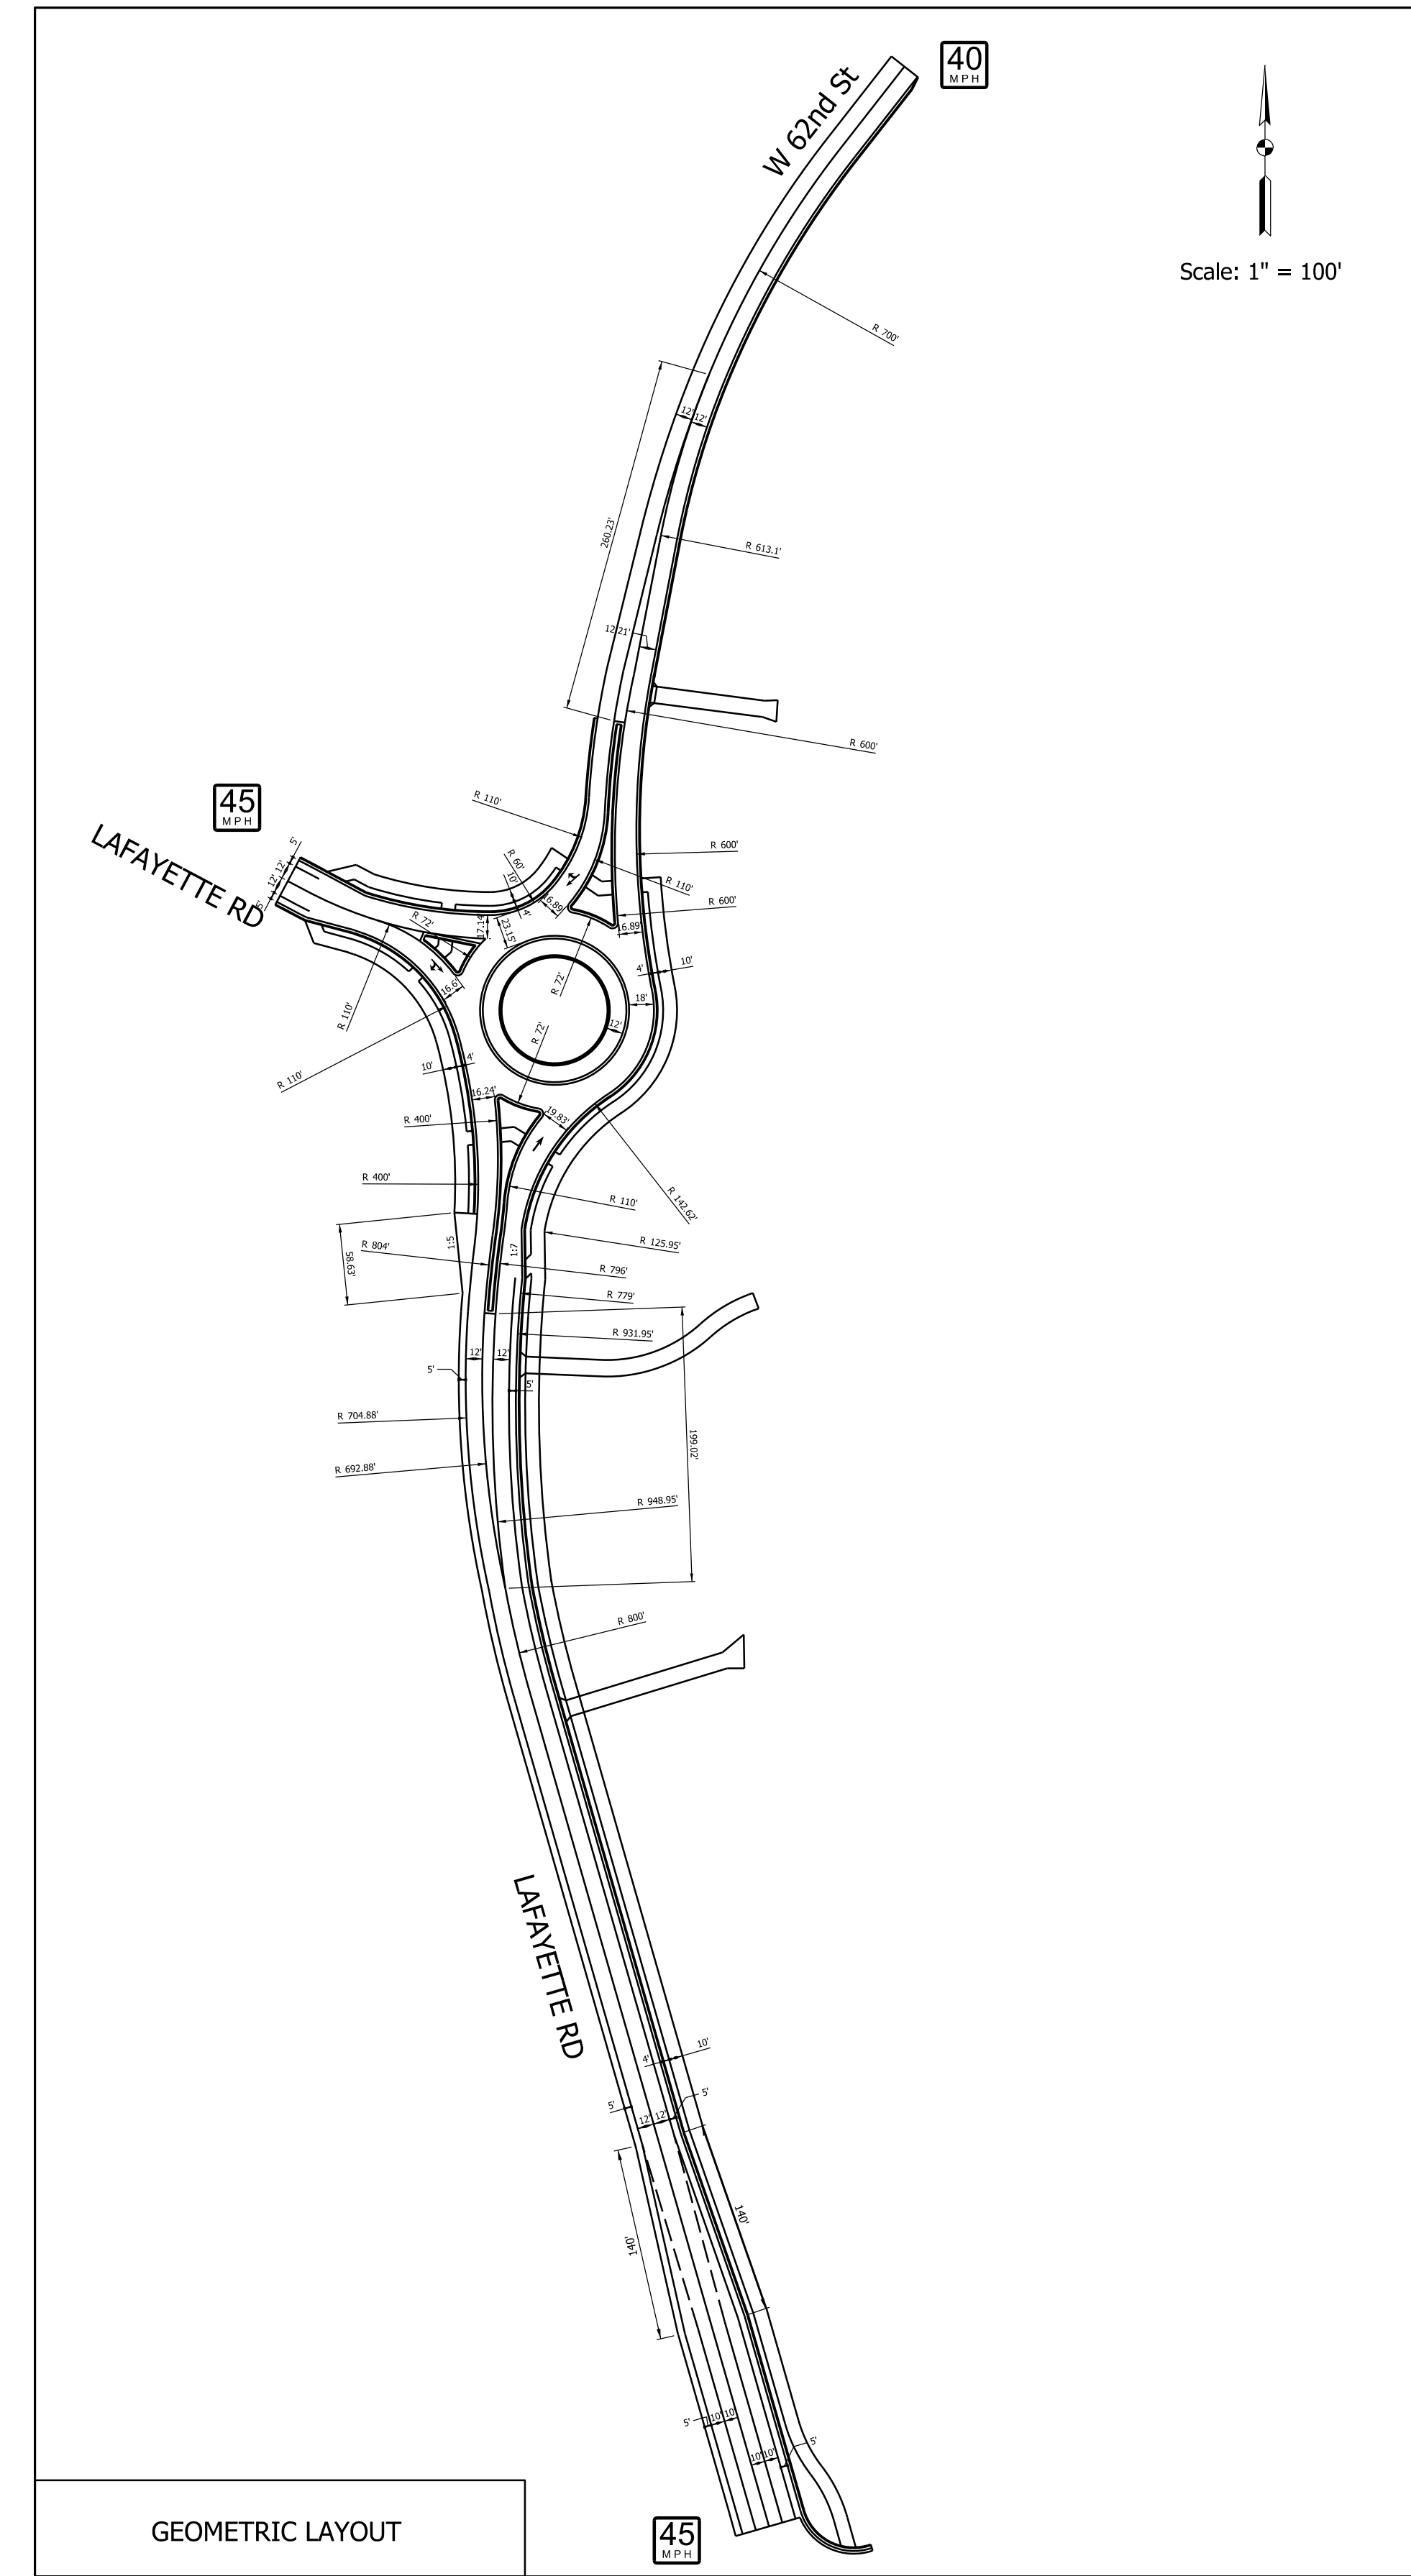 40
MPH
W 62nd St
Scale: 1" = 100'
R 700'
12'
12'
260.23'
R 613.1'
12.21'
R 600'
45
MPH
LAFAYETTE RD
5'
12'
12'
5'
R 110'
R 60'
10'
4'
16.89'
R 600'
R 110'
R 600'
16.89'
R 72'
17.14'
23.15'
R 72'
4'
10'
18'
12'
16.6'
R 110'
R 110'
R 72'
10'
4'
16.24'
19.83'
R 400'
R 400'
R 110'
R 142.62'
58.63'
1:5
1:7
R 804'
R 125.95'
R 796'
R 779'
R 931.95'
12'
12'
5'
5'
199.02'
R 704.88'
R 692.88'
R 948.95'
R 800'
LAFAYETTE RD
4'
10'
5'
5'
12'
12'
140'
140'
5'
10'
10'
10'
10'
5'
GEOMETRIC LAYOUT
45
MPH